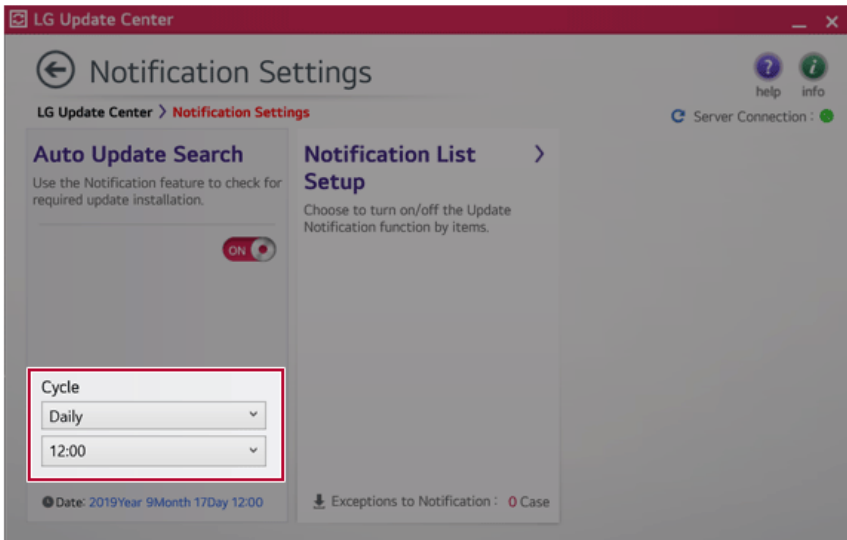 LG Update Center
Notification Settings
help
info
LG Update Center > Notification Settings
Server Connection :
Auto Update Search
Use the Notification feature to check for
required update installation.
ON
Cycle
Daily
12:00
Date: 2019Year 9Month 17Day 12:00
Notification List
Setup
Choose to turn on/off the Update
Notification function by items.
Exceptions to Notification : 0 Case